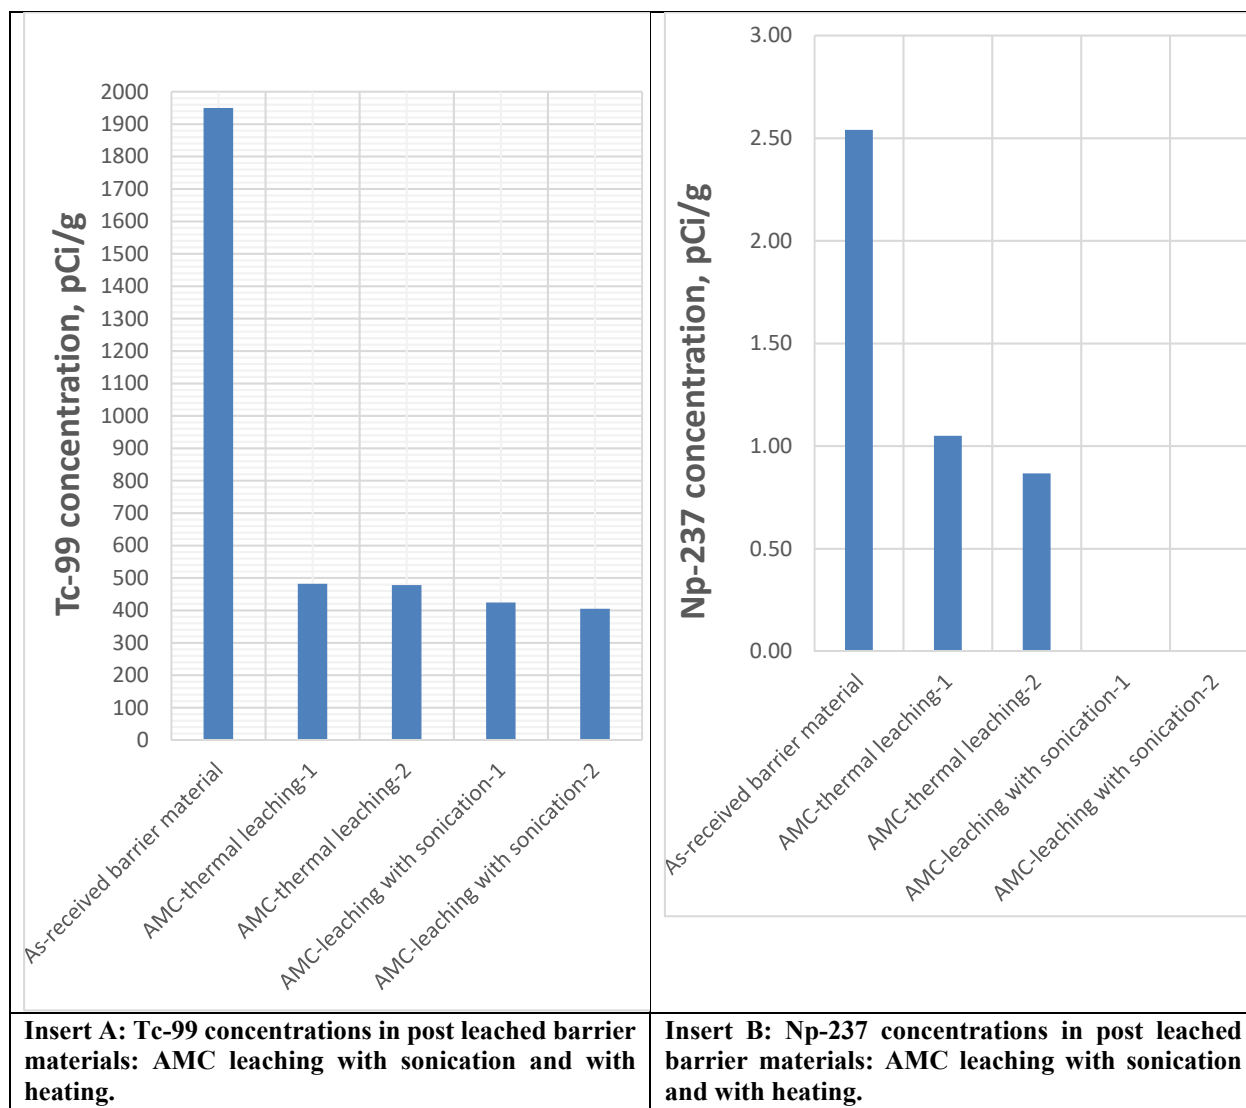 Tc-99 concentration, pCi/g
2000
1900
1800
1700
1600
1500
1400
1300
1200
1100
1000
900
800
700
600
500
400
300
200
100
0
As-received barrier material
AMC-thermal leaching-1
AMC-thermal leaching-2
AMC-leaching with sonication-1
AMC-leaching with sonication-2
Np-237 concentration, pCi/g
3.00
2.50
2.00
1.50
1.00
0.50
0.00
As-received barrier material
AMC-thermal leaching-1
AMC-thermal leaching-2
AMC-leaching with sonication-1
AMC-leaching with sonication-2
Insert A: Tc-99 concentrations in post leached barrier
materials: AMC leaching with sonication and with
heating.
Insert B: Np-237 concentrations in post leached
barrier materials: AMC leaching with sonication
and with heating.